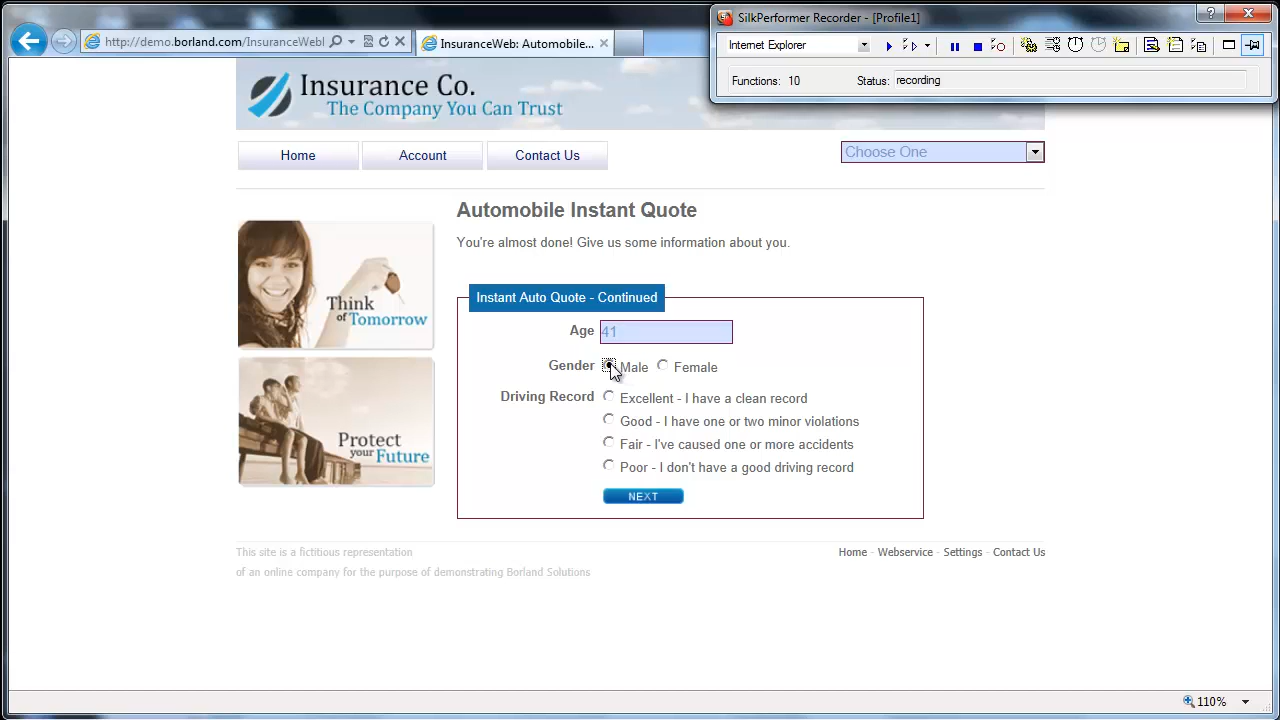 SilkPerformer Recorder - [Profile1]
Internet Explorer
Functions: 10 Status: recording
http://demo.borland.com/InsuranceWebE
InsuranceWeb: Automobile...
Insurance Co.
The Company You Can Trust
Home Account Contact Us
Choose One
Automobile Instant Quote
You're almost done! Give us some information about you.
Think
of Tomorrow
Protect
your Future
Instant Auto Quote - Continued
Age 41
Gender Male Female
Driving Record Excellent - I have a clean record
Good - I have one or two minor violations
Fair - I've caused one or more accidents
Poor - I don't have a good driving record
NEXT
This site is a fictitious representation
of an online company for the purpose of demonstrating Borland Solutions
Home - Webservice - Settings - Contact Us
110%